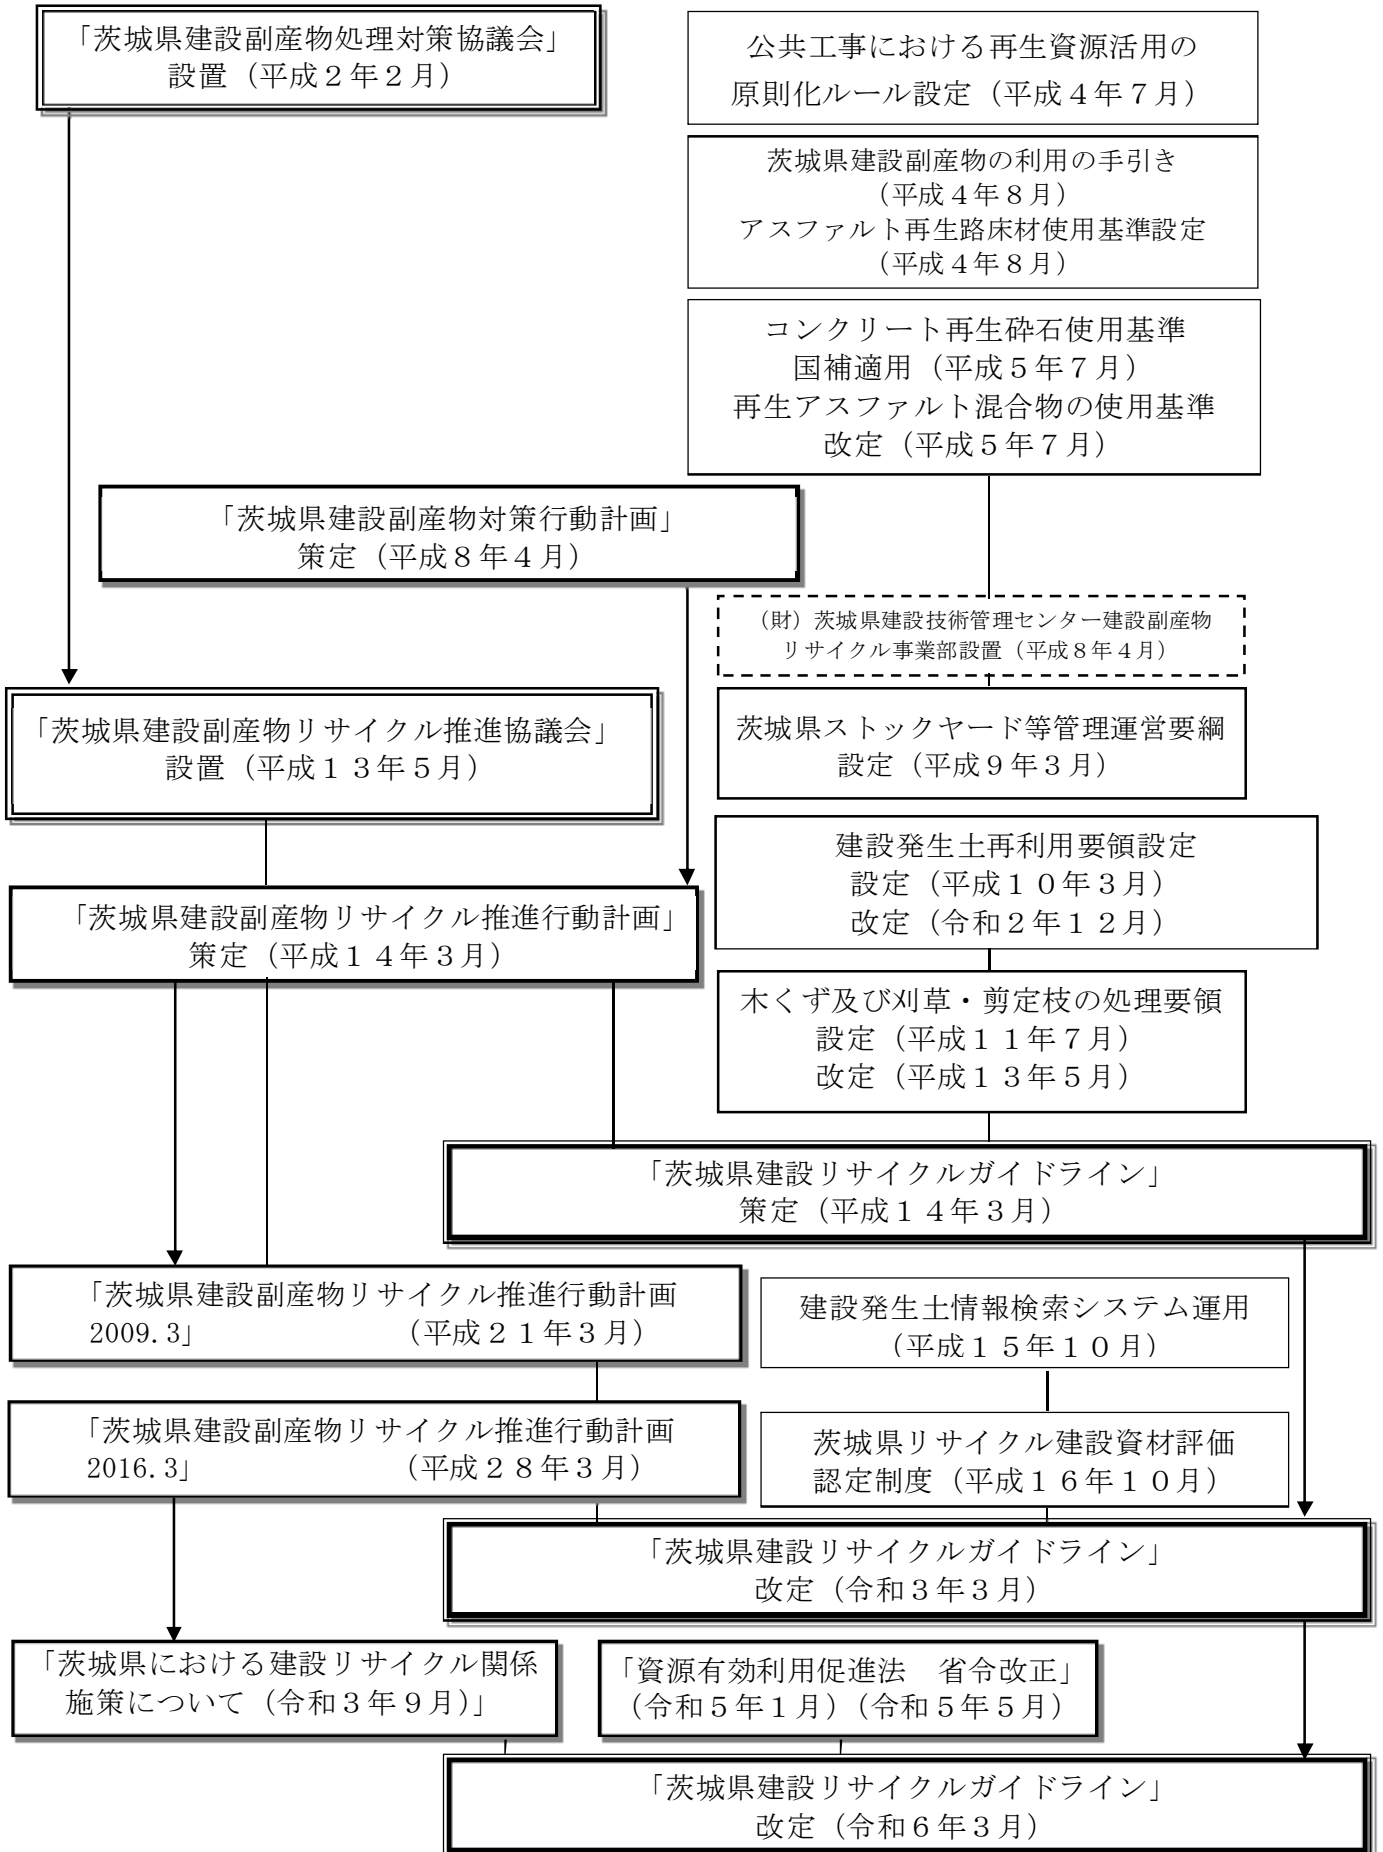 「茨城県建設副産物処理対策協議会」
設置（平成２年２月）
公共工事における再生資源活用の
原則化ルール設定（平成４年７月）
茨城県建設副産物の利用の手引き
（平成４年８月）
アスファルト再生路床材使用基準設定
（平成４年８月）
コンクリート再生砕石使用基準
国補適用（平成５年７月）
再生アスファルト混合物の使用基準
改定（平成５年７月）
「茨城県建設副産物対策行動計画」
策定（平成８年４月）
（財）茨城県建設技術管理センター建設副産物
リサイクル事業部設置（平成８年４月）
「茨城県建設副産物リサイクル推進協議会」
設置（平成１３年５月）
茨城県ストックヤード等管理運営要綱
設定（平成９年３月）
建設発生土再利用要領設定
設定（平成１０年３月）
改定（令和２年１２月）
「茨城県建設副産物リサイクル推進行動計画」
策定（平成１４年３月）
木くず及び刈草・剪定枝の処理要領
設定（平成１１年７月）
改定（平成１３年５月）
「茨城県建設リサイクルガイドライン」
策定（平成１４年３月）
「茨城県建設副産物リサイクル推進行動計画
2009.3」　（平成２１年３月）
建設発生土情報検索システム運用
（平成１５年１０月）
「茨城県建設副産物リサイクル推進行動計画
2016.3」　（平成２８年３月）
茨城県リサイクル建設資材評価
認定制度（平成１６年１０月）
「茨城県建設リサイクルガイドライン」
改定（令和３年３月）
「茨城県における建設リサイクル関係
施策について（令和３年９月）」
「資源有効利用促進法　省令改正」
（令和５年１月）（令和５年５月）
「茨城県建設リサイクルガイドライン」
改定（令和６年３月）